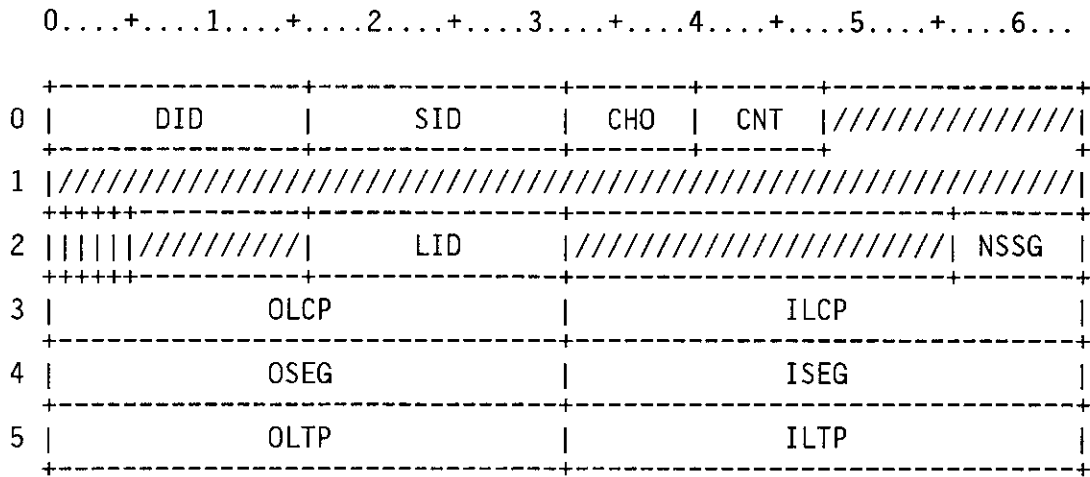 0....+....1....+....2....+....3....+....4....+....5....+....6...
+---------------+---------------+-------+-------+---------------+
0 | DID | SID | CHO | CNT |///////////////|
+---------------+---------------+-------+-------+ +
1 |///////////////////////////////////////////////////////////////|
++++++----------+---------------+-----------------------+-------+
2 ||||||//////////| LID |///////////////////////| NSSG |
++++++----------+---------------+-----------------------+-------+
3 | OLCP | ILCP |
+-------------------------------+-------------------------------+
4 | OSEG | ISEG |
+-------------------------------+-------------------------------+
5 | OLTP | ILTP |
+-------------------------------+-------------------------------+